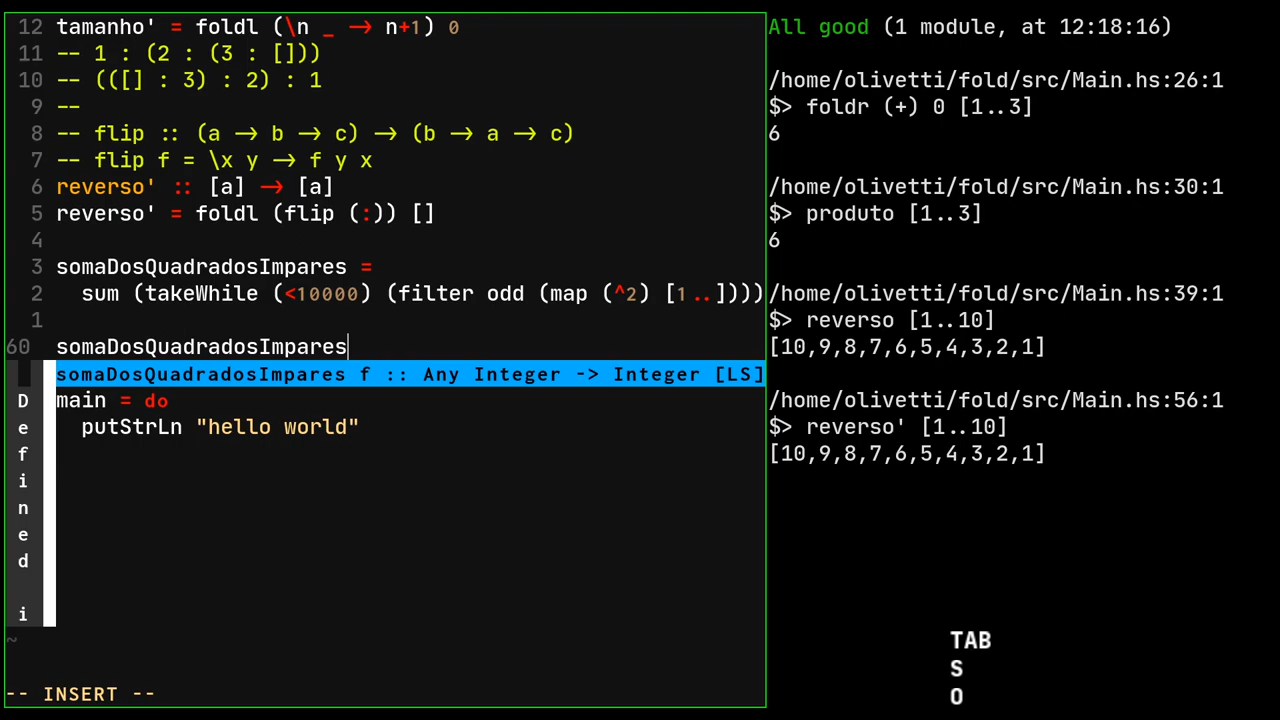 12 tamanho' = foldl (\n _ → n+1) 0
11 -- 1 : (2 : (3 : []))
10 -- (([] : 3) : 2) : 1
9 --
8 -- flip :: (a → b → c) → (b → a → c)
7 -- flip f = \x y → f y x
6 reverso' :: [a] → [a]
5 reverso' = foldl (flip (:)) []
4
3 somaDosQuadradosImpares =
2 sum (takeWhile (<10000) (filter odd (map (^2) [1..])))
1
60 somaDosQuadradosImpares
somaDosQuadradosImpares f :: Any Integer -> Integer [LS]
D main = do
e putStrLn "hello world"
f
i
n
e
d
i
~
-- INSERT --
All good (1 module, at 12:18:16)
/home/olivetti/fold/src/Main.hs:26:1
$> foldr (+) 0 [1..3]
6
/home/olivetti/fold/src/Main.hs:30:1
$> produto [1..3]
6
/home/olivetti/fold/src/Main.hs:39:1
$> reverso [1..10]
[10,9,8,7,6,5,4,3,2,1]
/home/olivetti/fold/src/Main.hs:56:1
$> reverso' [1..10]
[10,9,8,7,6,5,4,3,2,1]
TAB
S
O